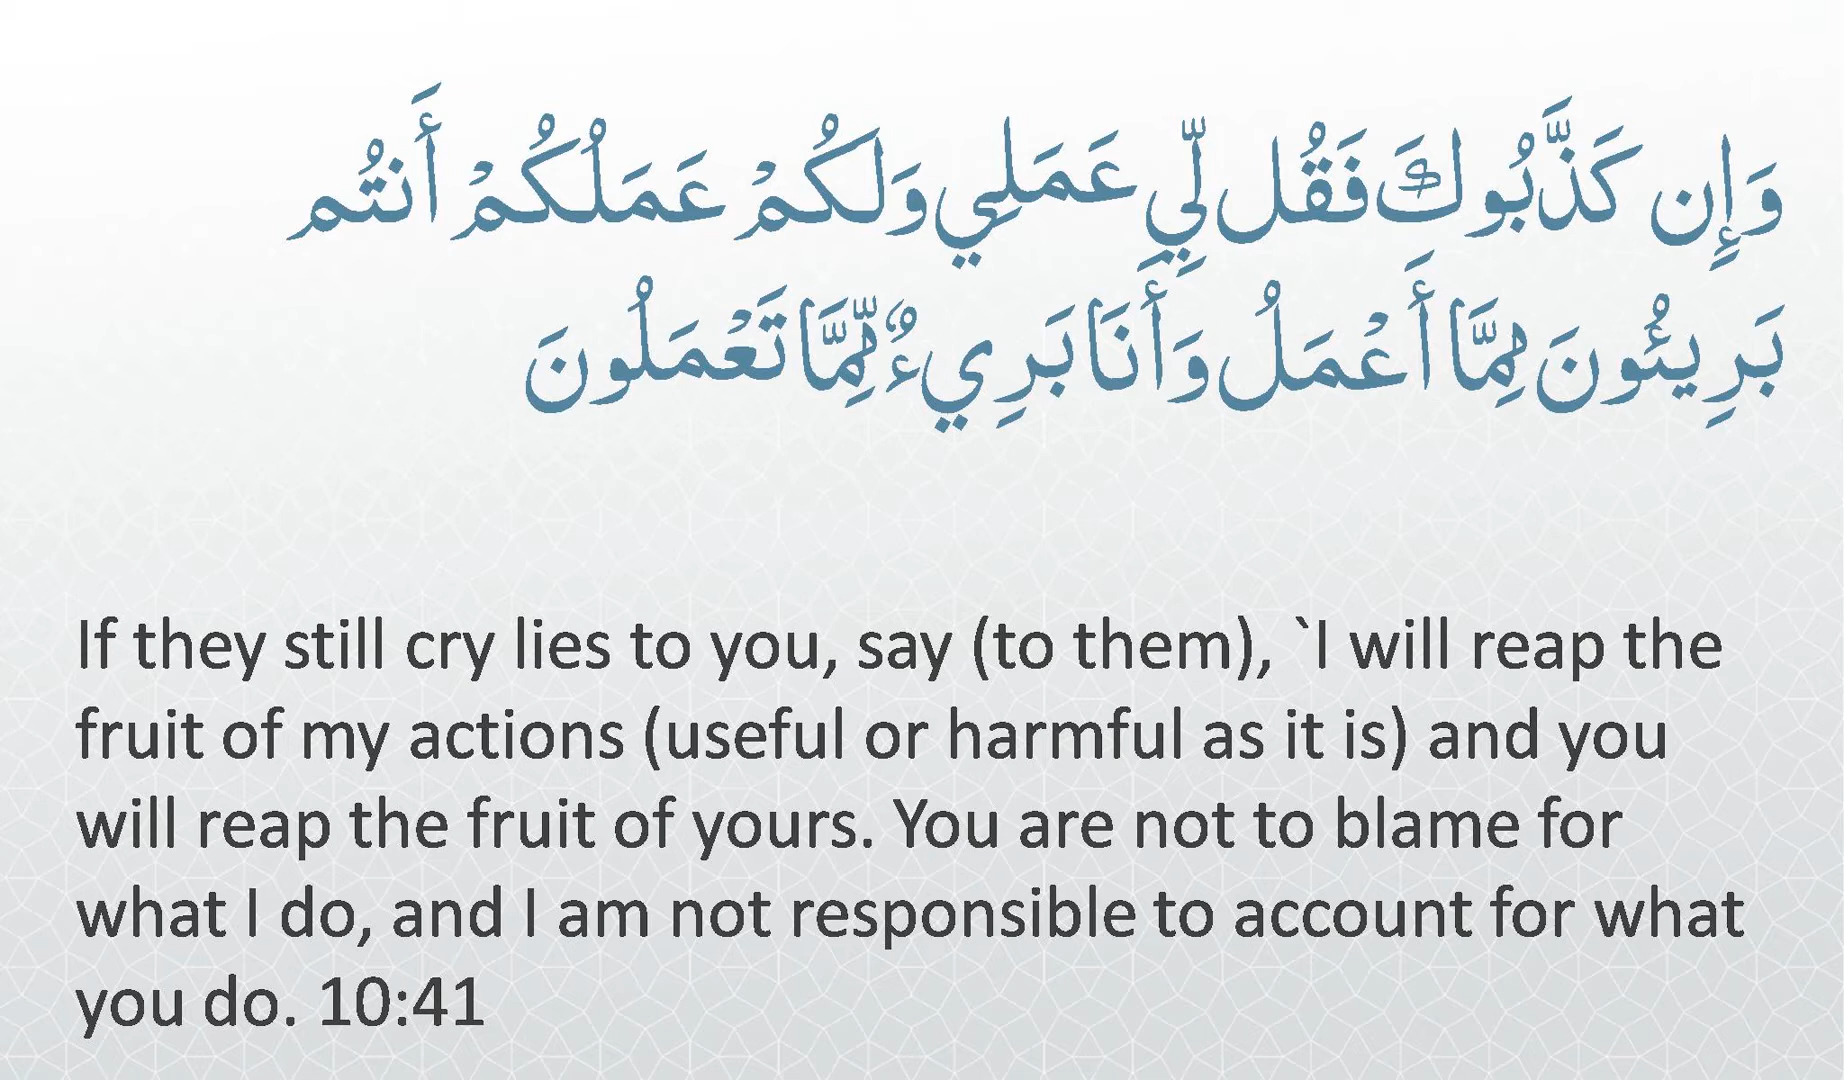 وَإِن كَذَّبُوكَ فَقُل لِّي عَمَلِي وَلَكُمْ عَمَلُكُمْ أَنتُم
بَرِيئُونَ مِمَّا أَعْمَلُ وَأَنَا بَرِيءٌ مِّمَّا تَعْمَلُونَ
If they still cry lies to you, say (to them), `I will reap the
fruit of my actions (useful or harmful as it is) and you
will reap the fruit of yours. You are not to blame for
what I do, and I am not responsible to account for what
you do. 10:41